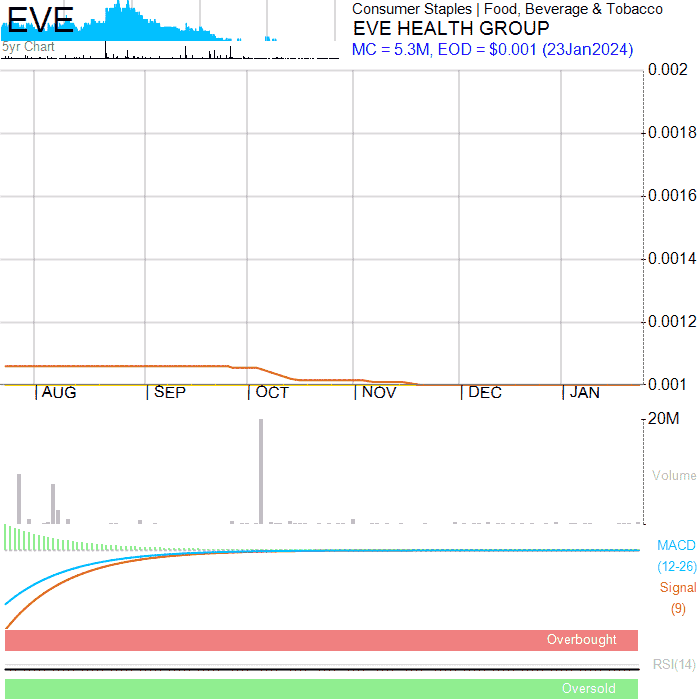 EVE
5yr Chart
Consumer Staples | Food, Beverage & Tobacco
EVE HEALTH GROUP
MC = 5.3M, EOD = $0.001 (23Jan2024)
0.002
0.0018
0.0016
0.0014
0.0012
0.001
AUG SEP OCT NOV DEC JAN
20M
Volume
MACD
(12-26)
Signal
(9)
Overbought
RSI(14)
Oversold